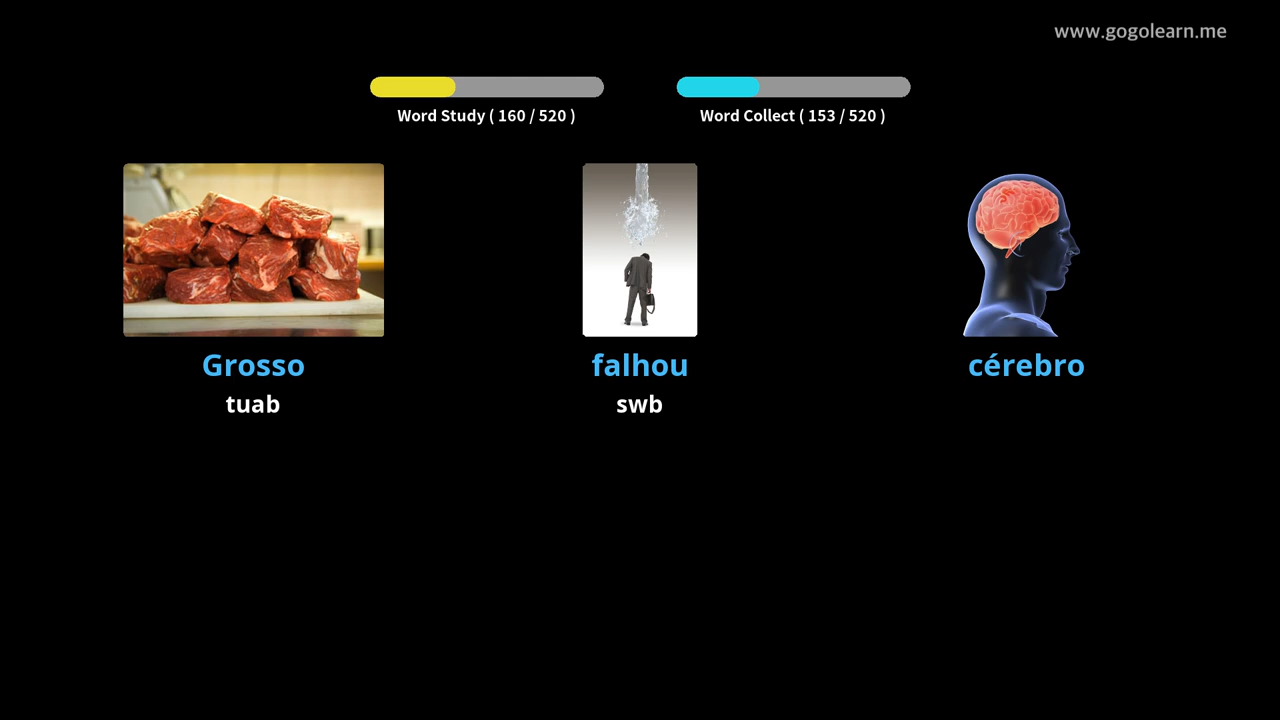 www.gogolearn.me
Word Study ( 160 / 520 )
Word Collect ( 153 / 520 )
Grosso
tuab
falhou
swb
cérebro